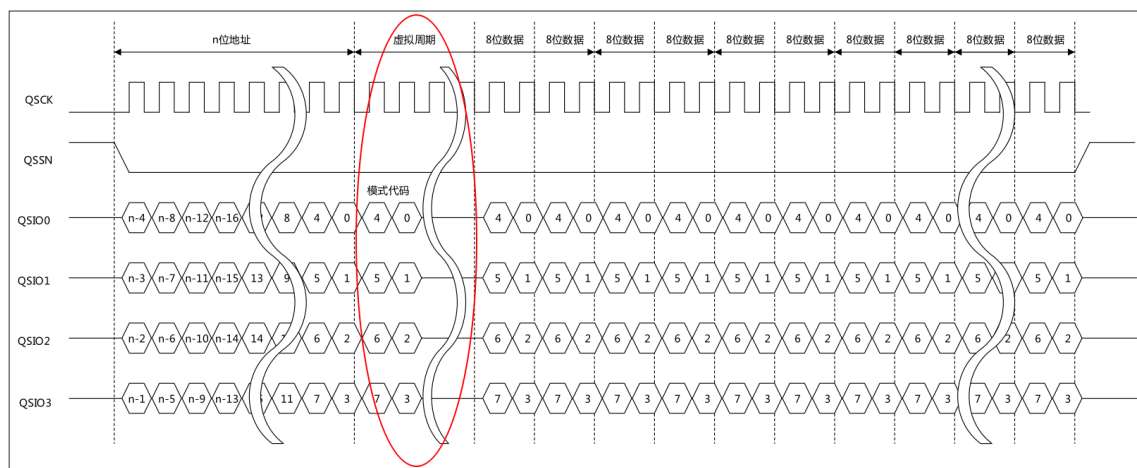 n位地址 虚拟周期 8位数据 8位数据 8位数据 8位数据 8位数据 8位数据 8位数据 8位数据 8位数据 8位数据
QSCK
QSSN
模式代码
QSIO0 n-4 n-8 n-12 n-16 8 4 0 4 0 4 0 4 0 4 0 4 0 4 0 4 0 4 0 4 0 4 0 4 0
QSIO1 n-3 n-7 n-11 n-15 13 9 5 1 5 1 5 1 5 1 5 1 5 1 5 1 5 1 5 1 5 1 5 1 5 1
QSIO2 n-2 n-6 n-10 n-14 14 6 2 6 2 6 2 6 2 6 2 6 2 6 2 6 2 6 2 6 2 6 2 6 2
QSIO3 n-1 n-5 n-9 n-13 11 7 3 7 3 7 3 7 3 7 3 7 3 7 3 7 3 7 3 7 3 7 3 7 3